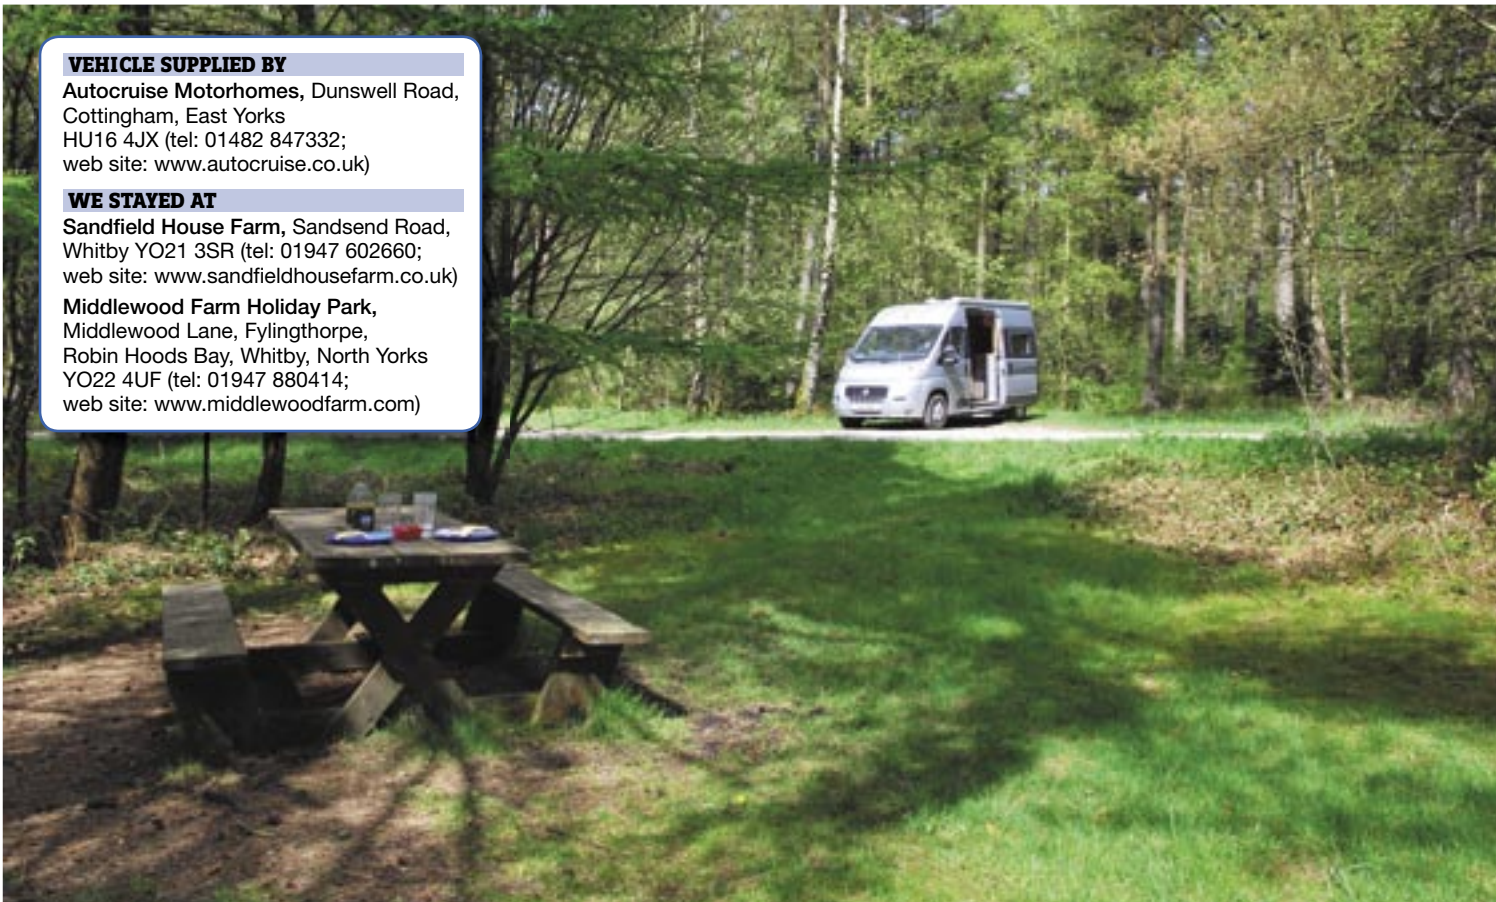 VEHICLE SUPPLIED BY
Autocruise Motorhomes, Dunswell Road,
Cottingham, East Yorks
HU16 4JX (tel: 01482 847332;
web site: www.autocruise.co.uk)
WE STAYED AT
Sandfield House Farm, Sandsend Road,
Whitby YO21 3SR (tel: 01947 602660;
web site: www.sandfieldhousefarm.co.uk)
Middlewood Farm Holiday Park,
Middlewood Lane, Fylingthorpe,
Robin Hoods Bay, Whitby, North Yorks
YO22 4UF (tel: 01947 880414;
web site: www.middlewoodfarm.com)